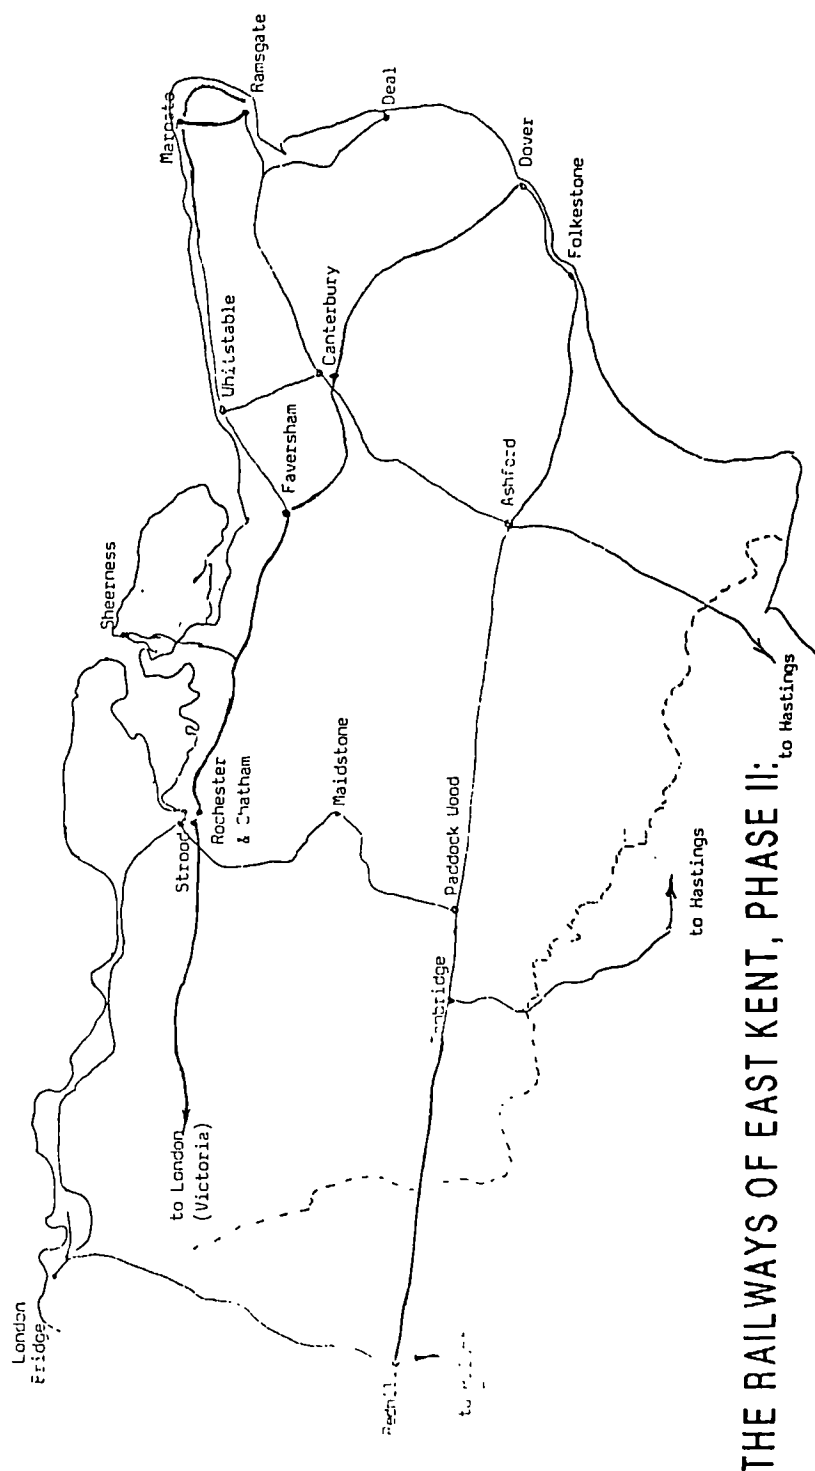 Ramsgate
Deal
Dover
Folkestone
Whitstable
Canterbury
Faversham
Ashford
Sheerness
Rochester
& Chatham
Maidstone
Paddock Wood
to Hastings
to Hastings
to London
(Victoria)
London
Bridge
THE RAILWAYS OF EAST KENT, PHASE II: